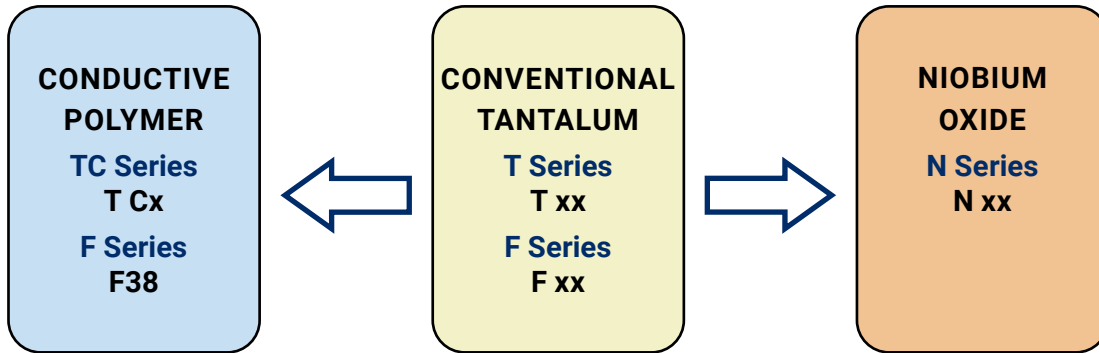 CONDUCTIVE
POLYMER
TC Series
T Cx
F Series
F38
CONVENTIONAL
TANTALUM
T Series
T xx
F Series
F xx
NIOBIUM
OXIDE
N Series
N xx